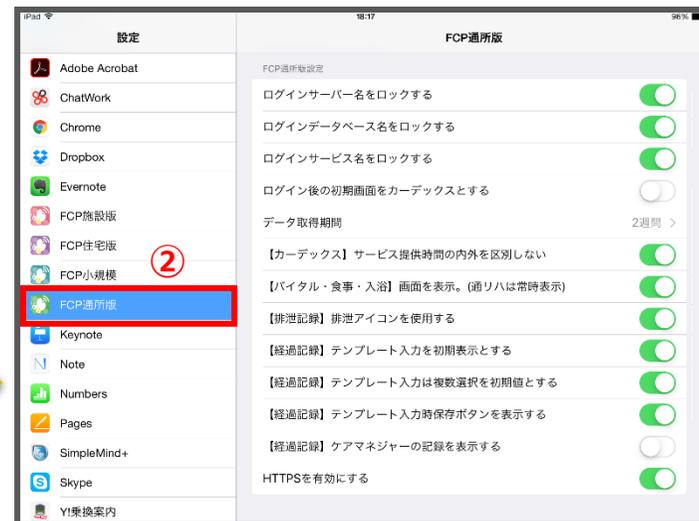 iPad
18:17
96%
設定
Adobe Acrobat
ChatWork
Chrome
Dropbox
Evernote
FCP施設版
FCP住宅版
FCP小規模
②
FCP通所版
Keynote
Note
Numbers
Pages
SimpleMind+
Skype
Y!乗換案内
FCP通所版
FCP通所版設定
ログインサーバー名をロックする
ログインデータベース名をロックする
ログインサービス名をロックする
ログイン後の初期画面をカーデックスとする
データ取得期間 2週間 >
【カーデックス】サービス提供時間の内外を区別しない
【バイタル・食事・入浴】画面を表示。(通リハは常時表示)
【排泄記録】排泄アイコンを使用する
【経過記録】テンプレート入力を初期表示とする
【経過記録】テンプレート入力は複数選択を初期値とする
【経過記録】テンプレート入力時保存ボタンを表示する
【経過記録】ケアマネジャーの記録を表示する
HTTPSを有効にする